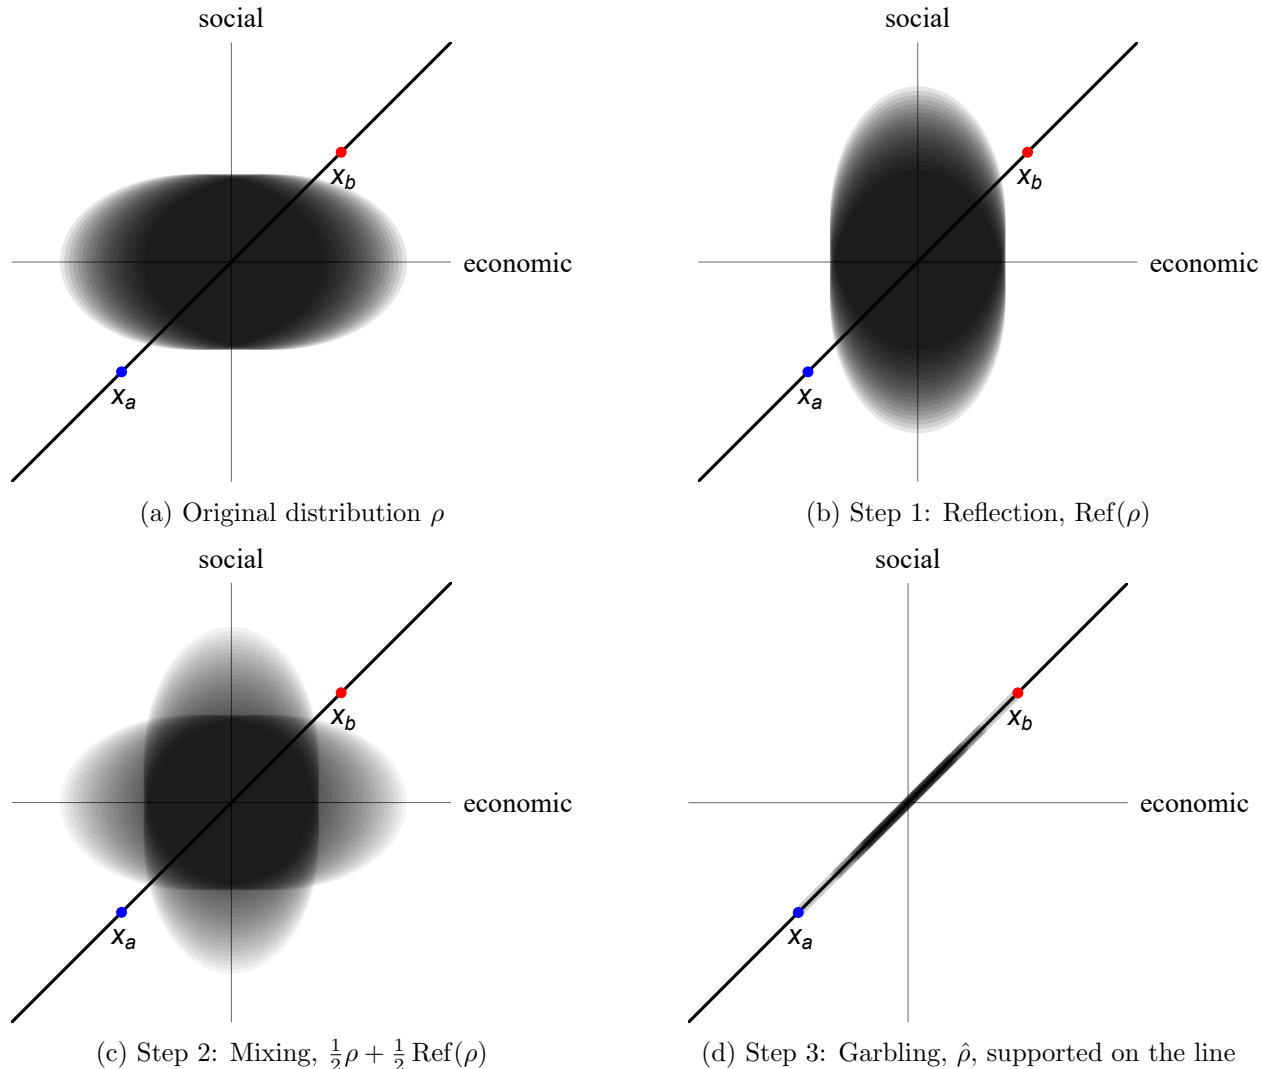 social
x_b
economic
x_a
(a) Original distribution ρ
social
x_b
economic
x_a
(b) Step 1: Reflection, Ref(ρ)
social
x_b
economic
x_a
(c) Step 2: Mixing, ½ρ + ½ Ref(ρ)
social
x_b
economic
x_a
(d) Step 3: Garbling, ρ̂, supported on the line